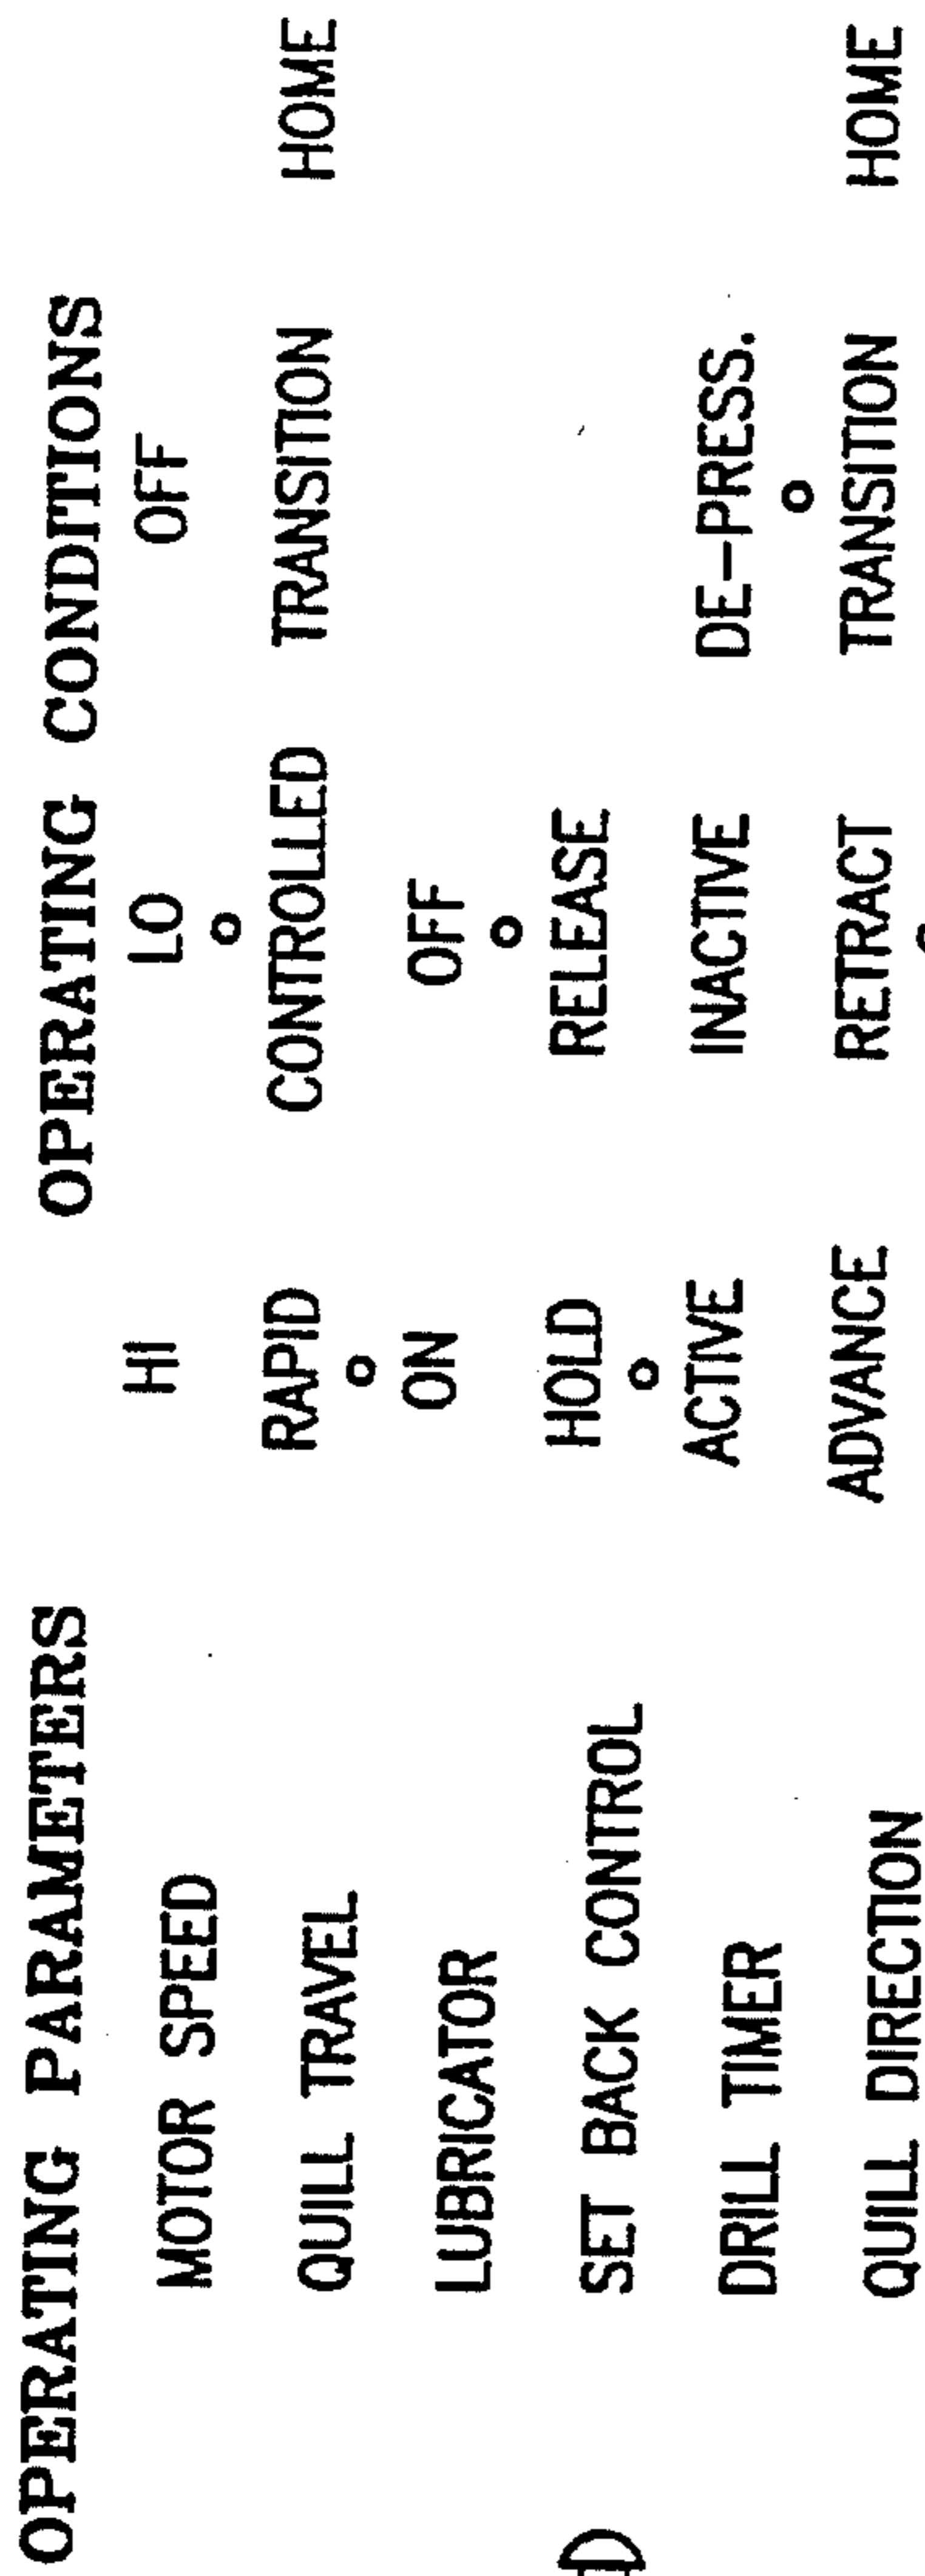 OPERATING PARAMETERS OPERATING CONDITIONS
MOTOR SPEED HI LO OFF
QUILL TRAVEL RAPID CONTROLLED TRANSITION HOME
LUBRICATOR ON OFF
SET BACK CONTROL HOLD RELEASE
DRILL TIMER ACTIVE INACTIVE DE-PRESS.
QUILL DIRECTION ADVANCE RETRACT TRANSITION HOME